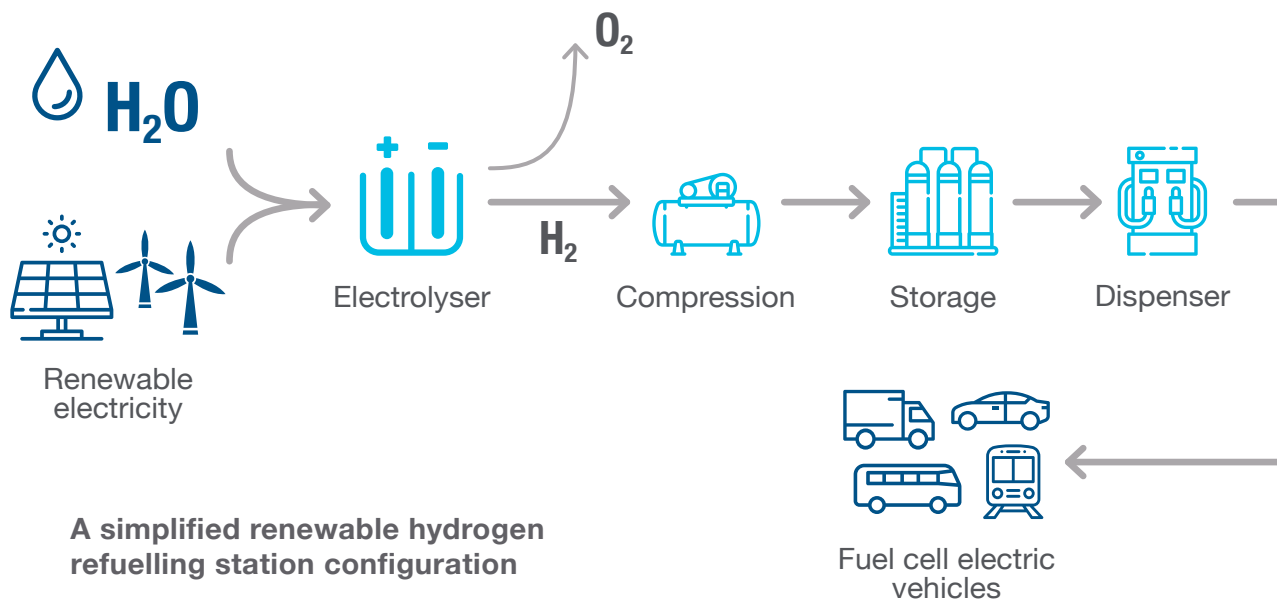 O₂
H₂O
+ −
H₂
Electrolyser
Compression
Storage
Dispenser
Renewable
electricity
A simplified renewable hydrogen
refuelling station configuration
Fuel cell electric
vehicles